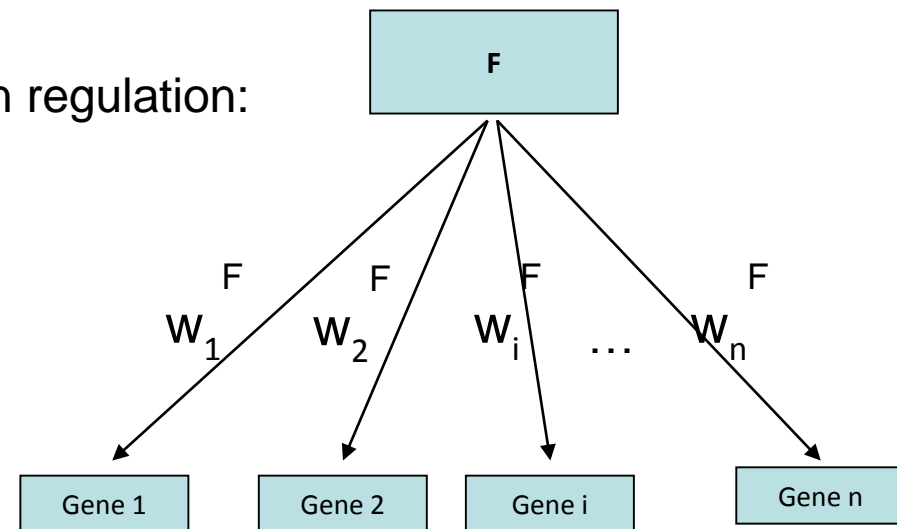 F
n regulation:
F F F F
W1 W2 Wi ... Wn
Gene 1 Gene 2 Gene i Gene n